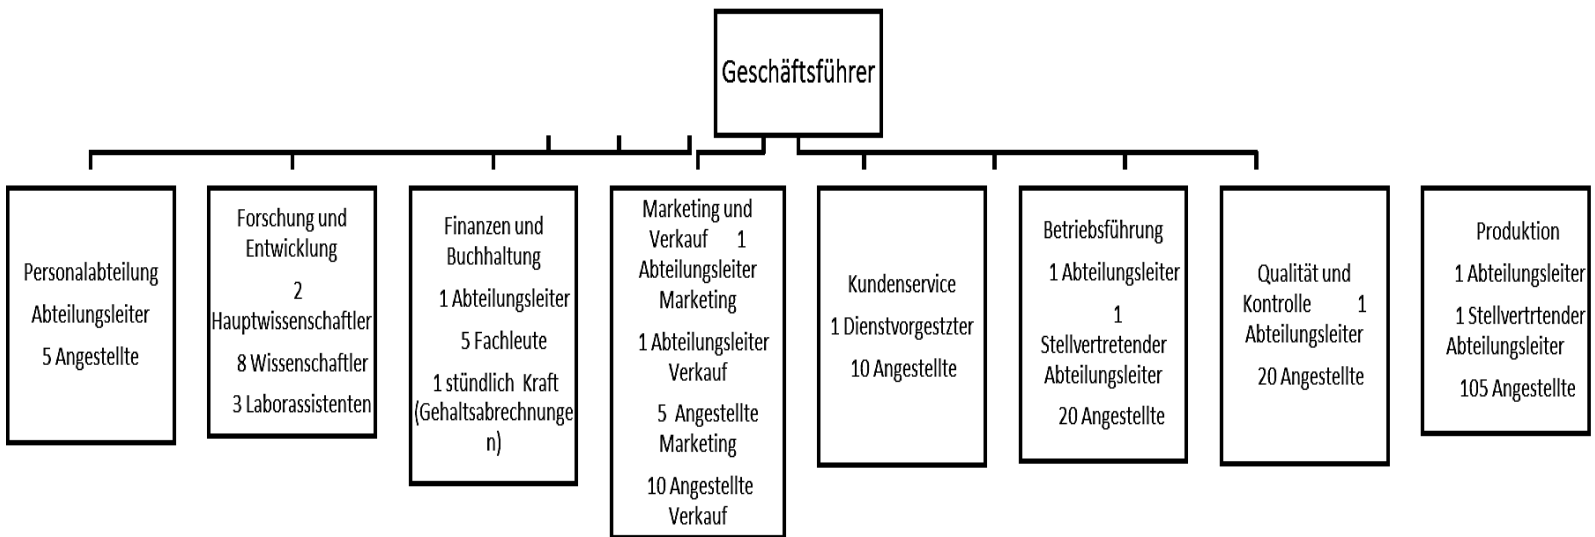 Geschäftsführer
Personalabteilung
Abteilungsleiter
5 Angestellte
Forschung und
Entwicklung
2
Hauptwissenschaftler
8 Wissenschaftler
3 Laborassistenten
Finanzen und
Buchhaltung
1 Abteilungsleiter
5 Fachleute
1 stündlich Kraft
(Gehaltsabrechnunge
n)
Marketing und
Verkauf 1
Abteilungsleiter
Marketing
1 Abteilungsleiter
Verkauf
5 Angestellte
Marketing
10 Angestellte
Verkauf
Kundenservice
1 Dienstvorgestzter
10 Angestellte
Betriebsführung
1 Abteilungsleiter
1
Stellvertretender
Abteilungsleiter
20 Angestellte
Qualität und
Kontrolle 1
Abteilungsleiter
20 Angestellte
Produktion
1 Abteilungsleiter
1 Stellvertrtender
Abteilungsleiter
105 Angestellte